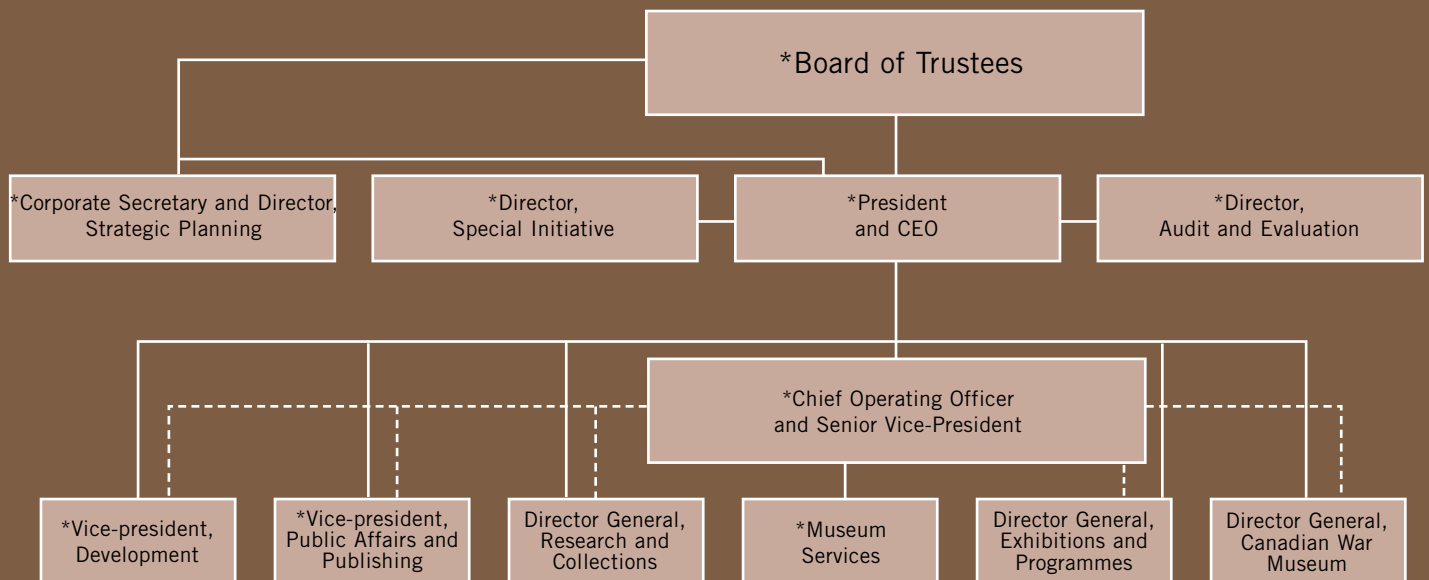 *Board of Trustees
*Corporate Secretary and Director,
Strategic Planning
*Director,
Special Initiative
*President
and CEO
*Director,
Audit and Evaluation
*Chief Operating Officer
and Senior Vice-President
*Vice-president,
Development
*Vice-president,
Public Affairs and
Publishing
Director General,
Research and
Collections
*Museum
Services
Director General,
Exhibitions and
Programmes
Director General,
Canadian War
Museum